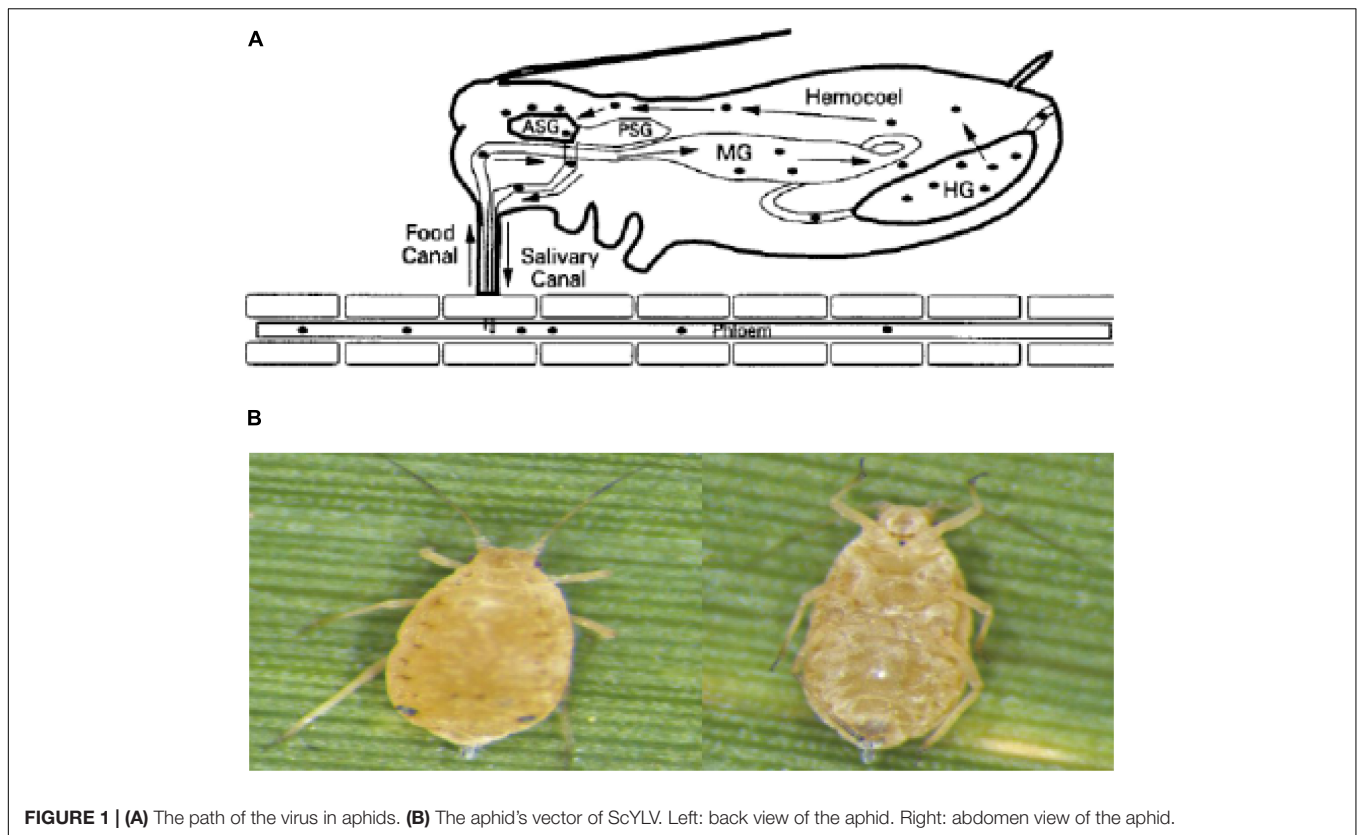 A
Hemocoel
ASG
PSG
MG
HG
Food
Canal
Salivary
Canal
Phloem
B
FIGURE 1 | (A) The path of the virus in aphids. (B) The aphid's vector of ScYLV. Left: back view of the aphid. Right: abdomen view of the aphid.